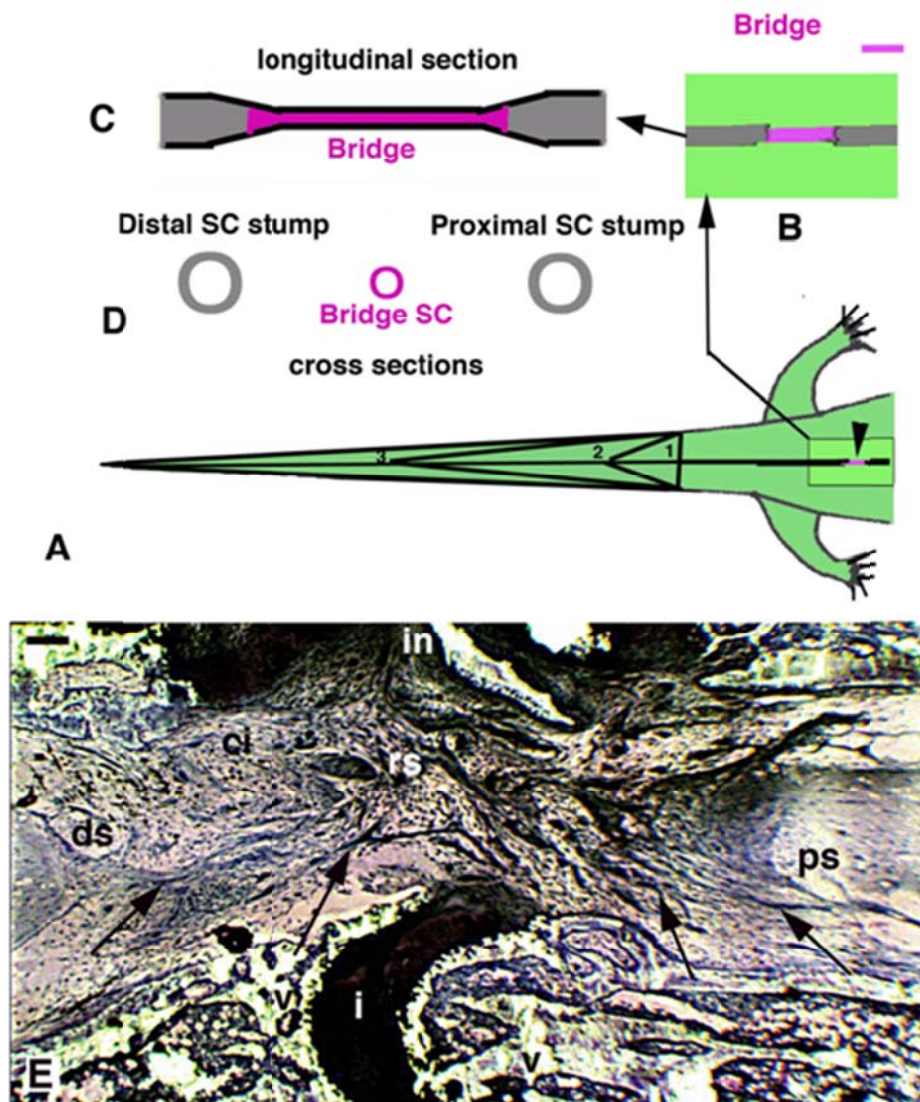 Bridge
longitudinal section
C
Bridge
B
Distal SC stump
Proximal SC stump
D
Bridge SC
cross sections
3
2
1
A
in
cl
rs
ds
ps
v
i
v
E